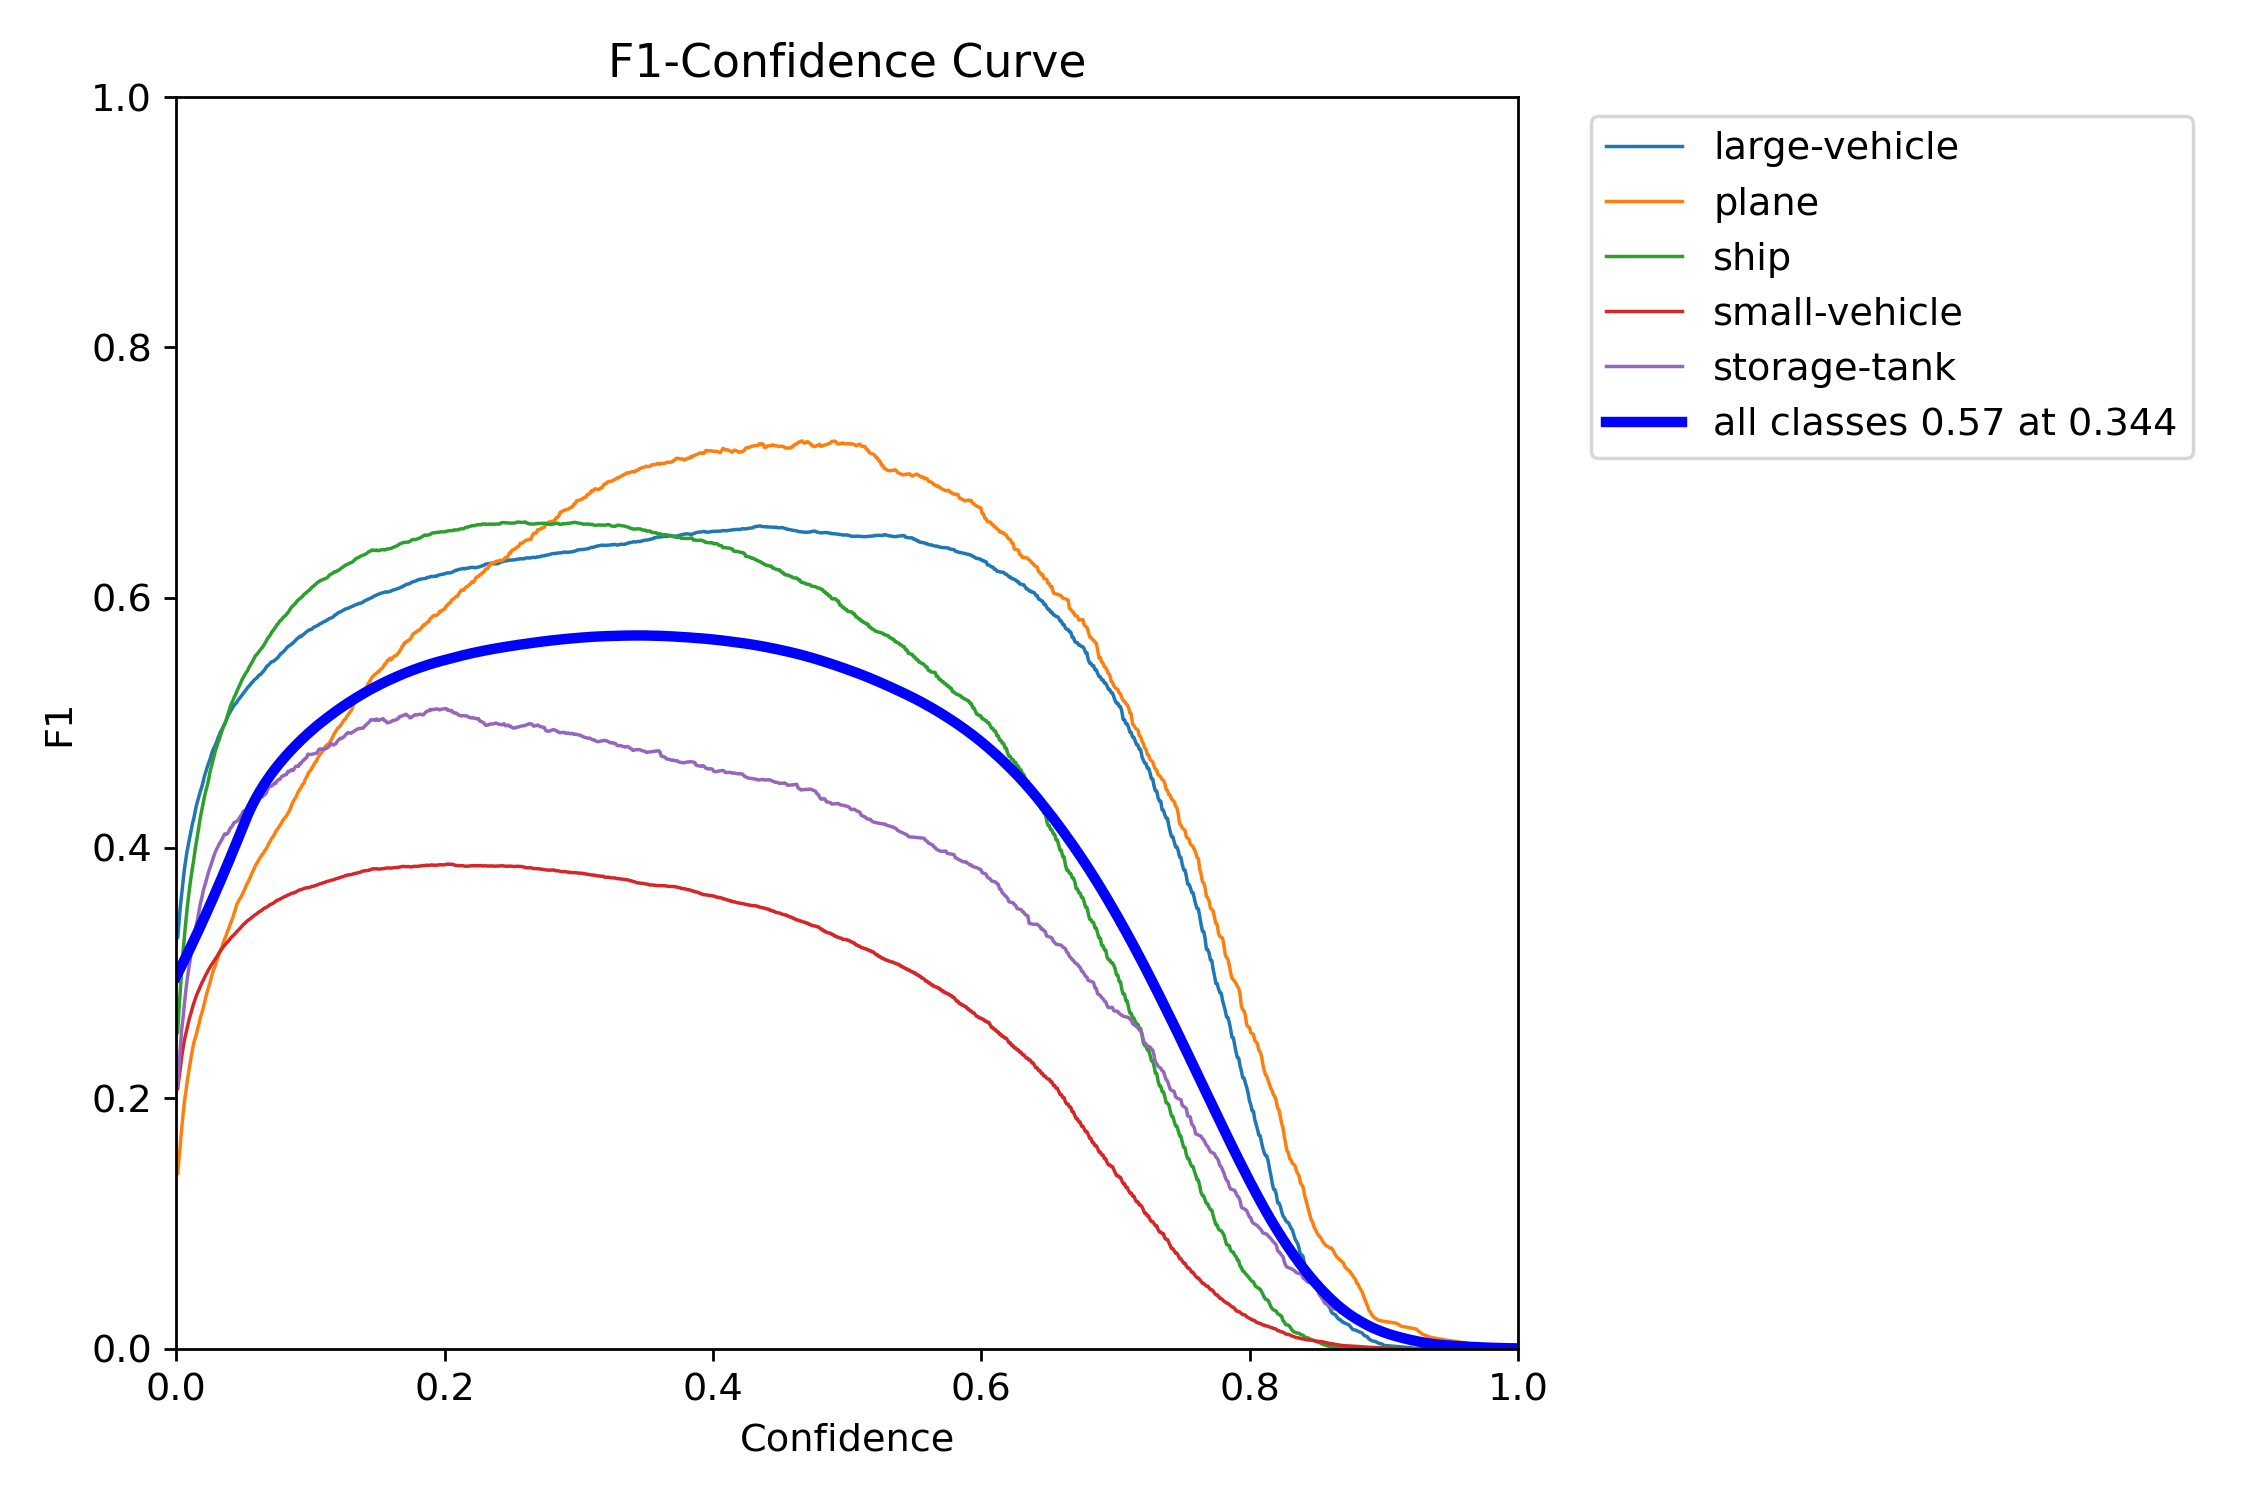 F1-Confidence Curve
1.0
0.8
0.6
0.4
0.2
0.0
F1
0.0 0.2 0.4 0.6 0.8 1.0
Confidence
large-vehicle
plane
ship
small-vehicle
storage-tank
all classes 0.57 at 0.344